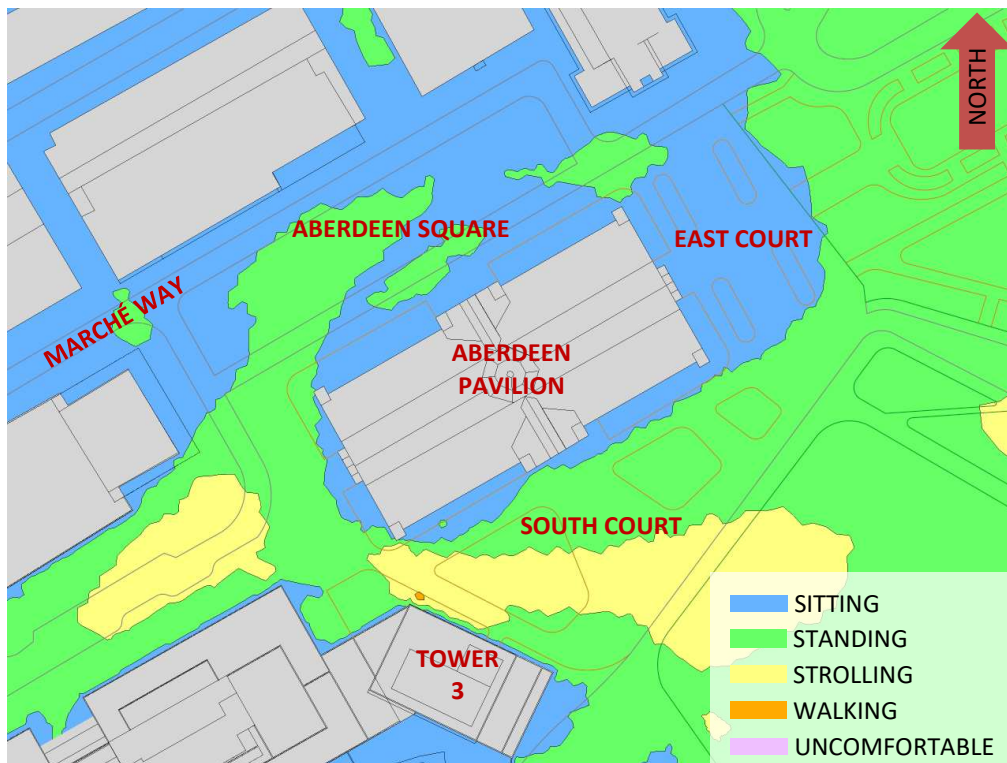 NORTH
ABERDEEN SQUARE
EAST COURT
MARCHÉ WAY
ABERDEEN
PAVILION
SOUTH COURT
TOWER
3
SITTING
STANDING
STROLLING
WALKING
UNCOMFORTABLE